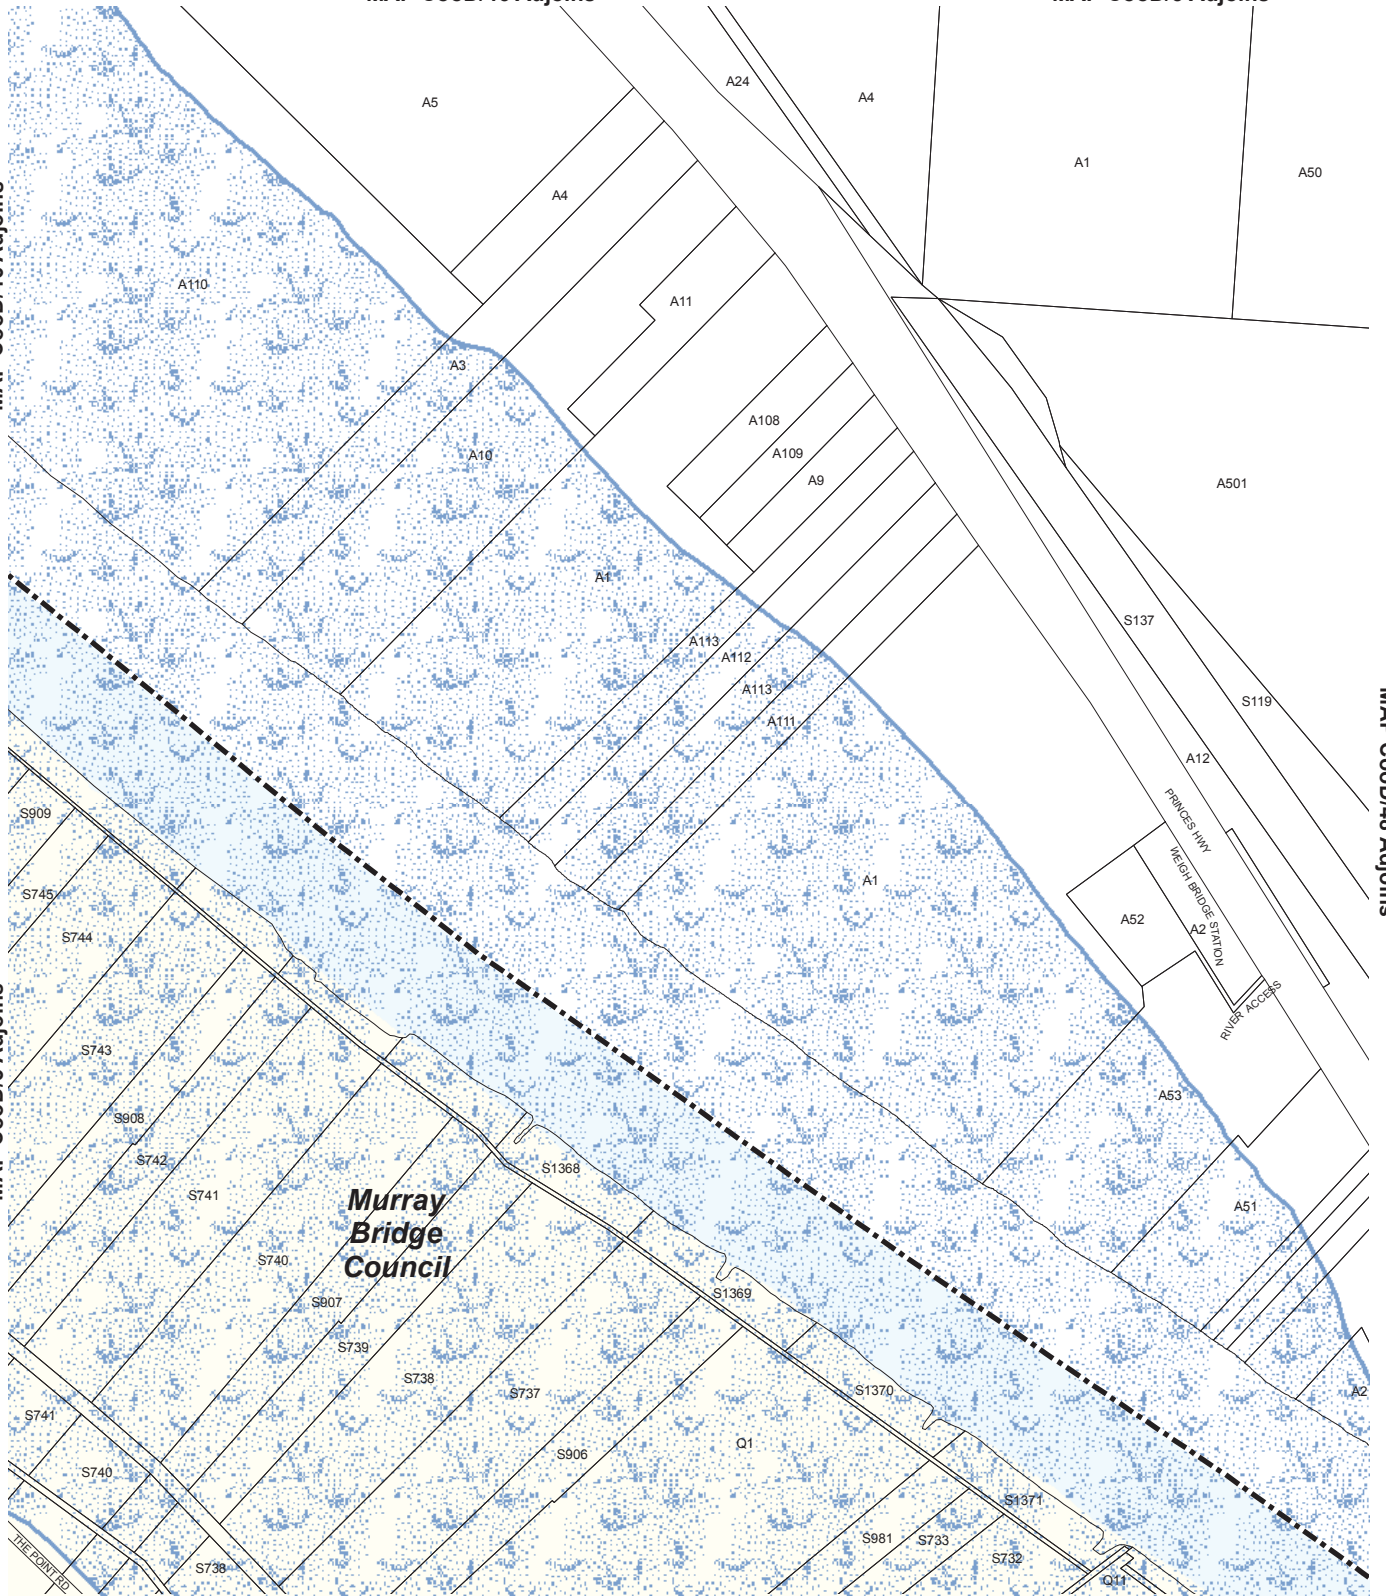 A24
A4
A5
A1
A50
A4
A110
A11
A3
A108
A109
A10
A9
A501
A1
S137
A113
A112
A113
A111
S119
A12
PRINCES HWY
S909
WEIGH BRIDGE STATION
A1
S745
A52
A2
S744
RIVER ACCESS
S743
A53
S908
S742
S1368
S741
Murray
Bridge
Council
A51
S740
S1369
S907
S739
S738
S737
S1370
A2
S741
Q1
S906
S740
S1371
S981
S733
S732
THE POINT RD
S738
Q11